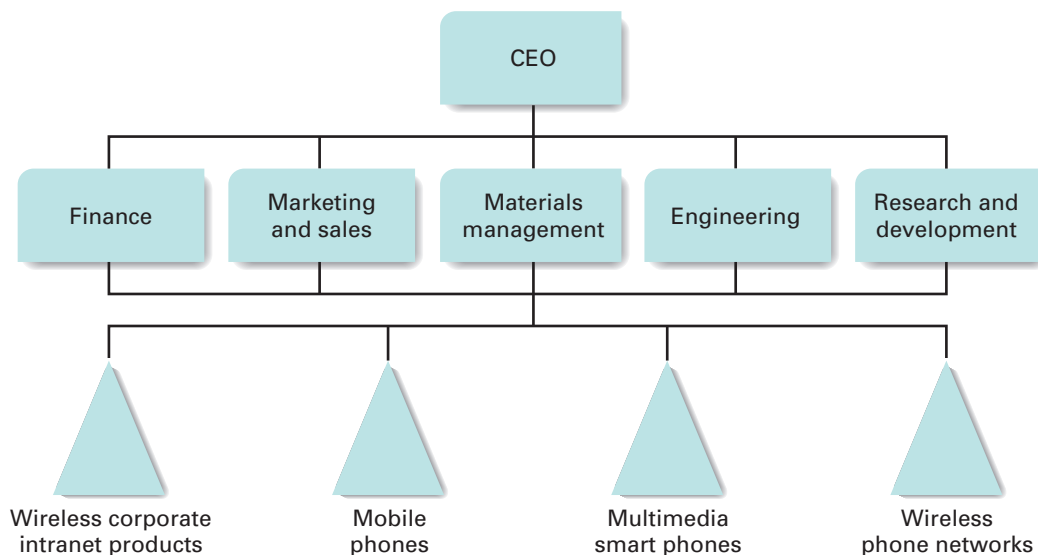 CEO
Finance
Marketing
and sales
Materials
management
Engineering
Research and
development
Wireless corporate
intranet products
Mobile
phones
Multimedia
smart phones
Wireless
phone networks